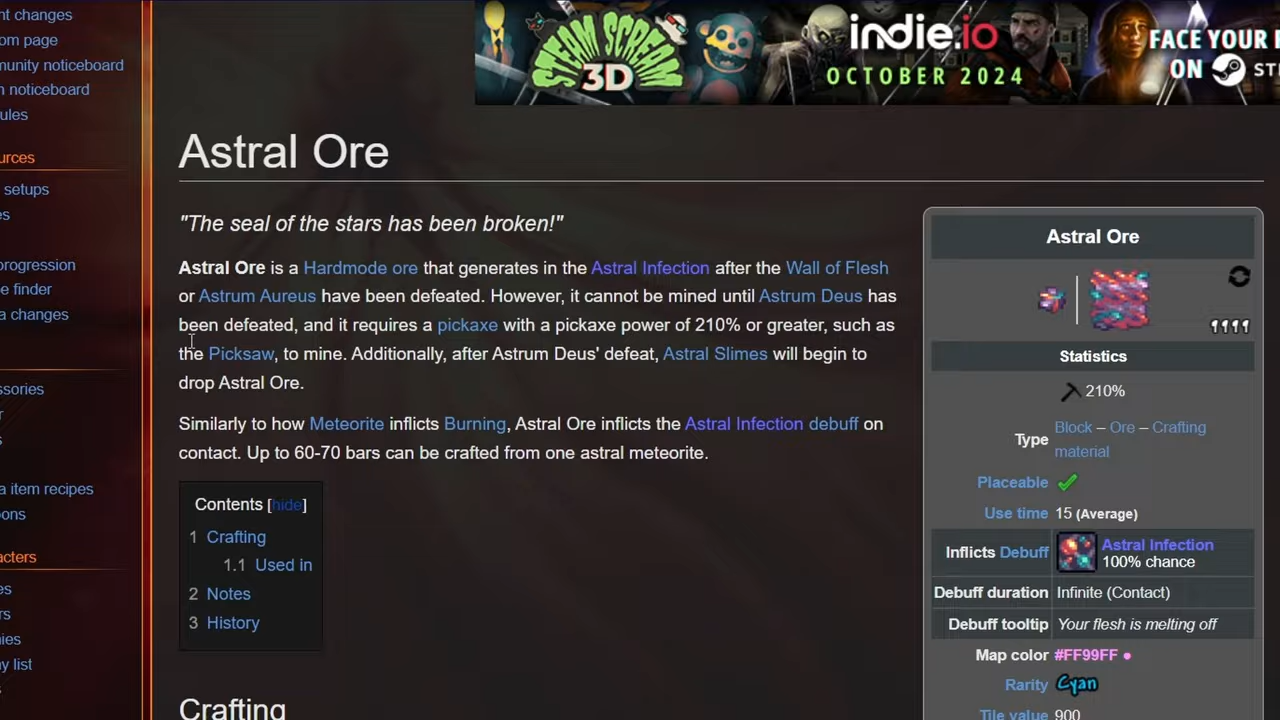 nt changes
om page
munity noticeboard
n noticeboard
ules
urces
setups
es
progression
e finder
a changes
ssories
r
s
a item recipes
oons
acters
es
rs
nies
ny list
s
STEAM SCREAM
3D
indie.io
OCTOBER 2024
FACE YOUR F
ON
STE
Astral Ore
"The seal of the stars has been broken!"
Astral Ore is a Hardmode ore that generates in the Astral Infection after the Wall of Flesh
or Astrum Aureus have been defeated. However, it cannot be mined until Astrum Deus has
been defeated, and it requires a pickaxe with a pickaxe power of 210% or greater, such as
the Picksaw, to mine. Additionally, after Astrum Deus' defeat, Astral Slimes will begin to
drop Astral Ore.
Similarly to how Meteorite inflicts Burning, Astral Ore inflicts the Astral Infection debuff on
contact. Up to 60-70 bars can be crafted from one astral meteorite.
Contents [hide]
1 Crafting
1.1 Used in
2 Notes
3 History
Crafting
Astral Ore
9999
Statistics
210%
Type Block – Ore – Crafting
material
Placeable
Use time 15 (Average)
Inflicts Debuff Astral Infection
100% chance
Debuff duration Infinite (Contact)
Debuff tooltip Your flesh is melting off
Map color #FF99FF
Rarity Cyan
Tile value 900